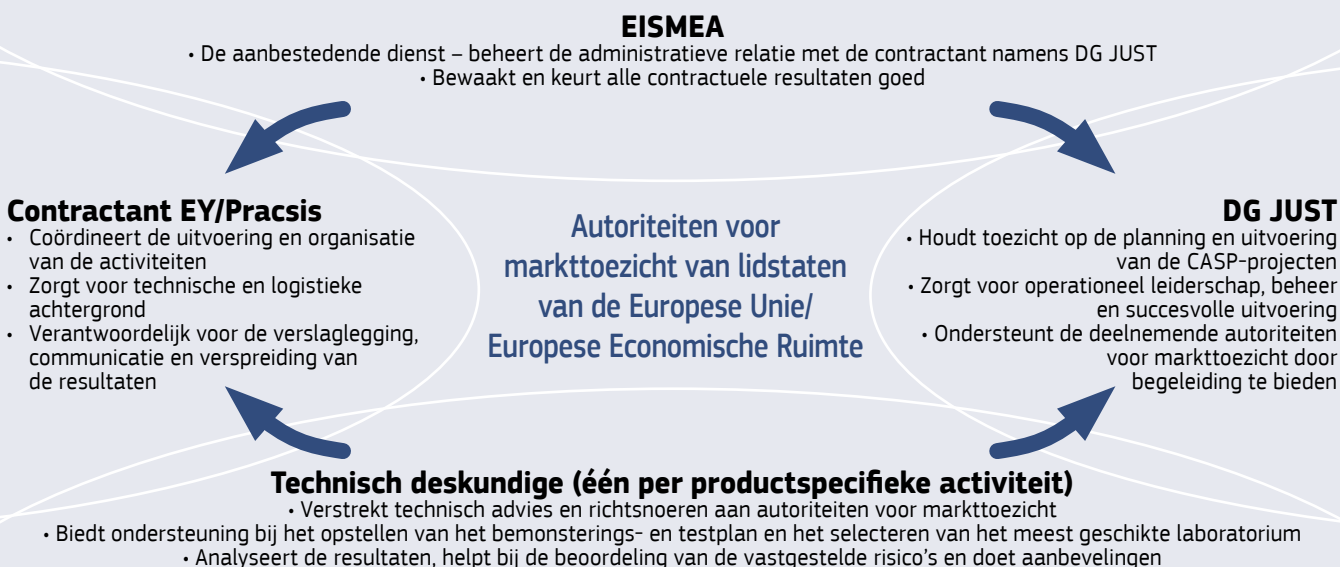 EISMEA
• De aanbestedende dienst – beheert de administratieve relatie met de contractant namens DG JUST
• Bewaakt en keurt alle contractuele resultaten goed
Contractant EY/Pracsis
• Coördineert de uitvoering en organisatie
van de activiteiten
• Zorgt voor technische en logistieke
achtergrond
• Verantwoordelijk voor de verslaglegging,
communicatie en verspreiding van
de resultaten
Autoriteiten voor
markttoezicht van lidstaten
van de Europese Unie/
Europese Economische Ruimte
DG JUST
• Houdt toezicht op de planning en uitvoering
van de CASP-projecten
• Zorgt voor operationeel leiderschap, beheer
en succesvolle uitvoering
• Ondersteunt de deelnemende autoriteiten
voor markttoezicht door
begeleiding te bieden
Technisch deskundige (één per productspecifieke activiteit)
• Verstrekt technisch advies en richtsnoeren aan autoriteiten voor markttoezicht
• Biedt ondersteuning bij het opstellen van het bemonsterings- en testplan en het selecteren van het meest geschikte laboratorium
• Analyseert de resultaten, helpt bij de beoordeling van de vastgestelde risico's en doet aanbevelingen